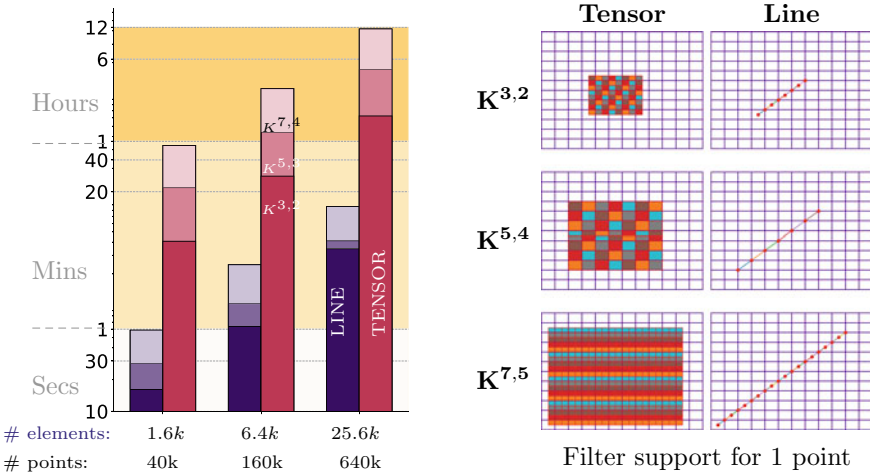 12
6
Hours
1
40
20
Mins
1
30
Secs
10
K^{7,4}
K^{5,3}
K^{3,2}
LINE
TENSOR
# elements: 1.6k 6.4k 25.6k
# points: 40k 160k 640k
Tensor Line
K^{3,2}
K^{5,4}
K^{7,5}
Filter support for 1 point